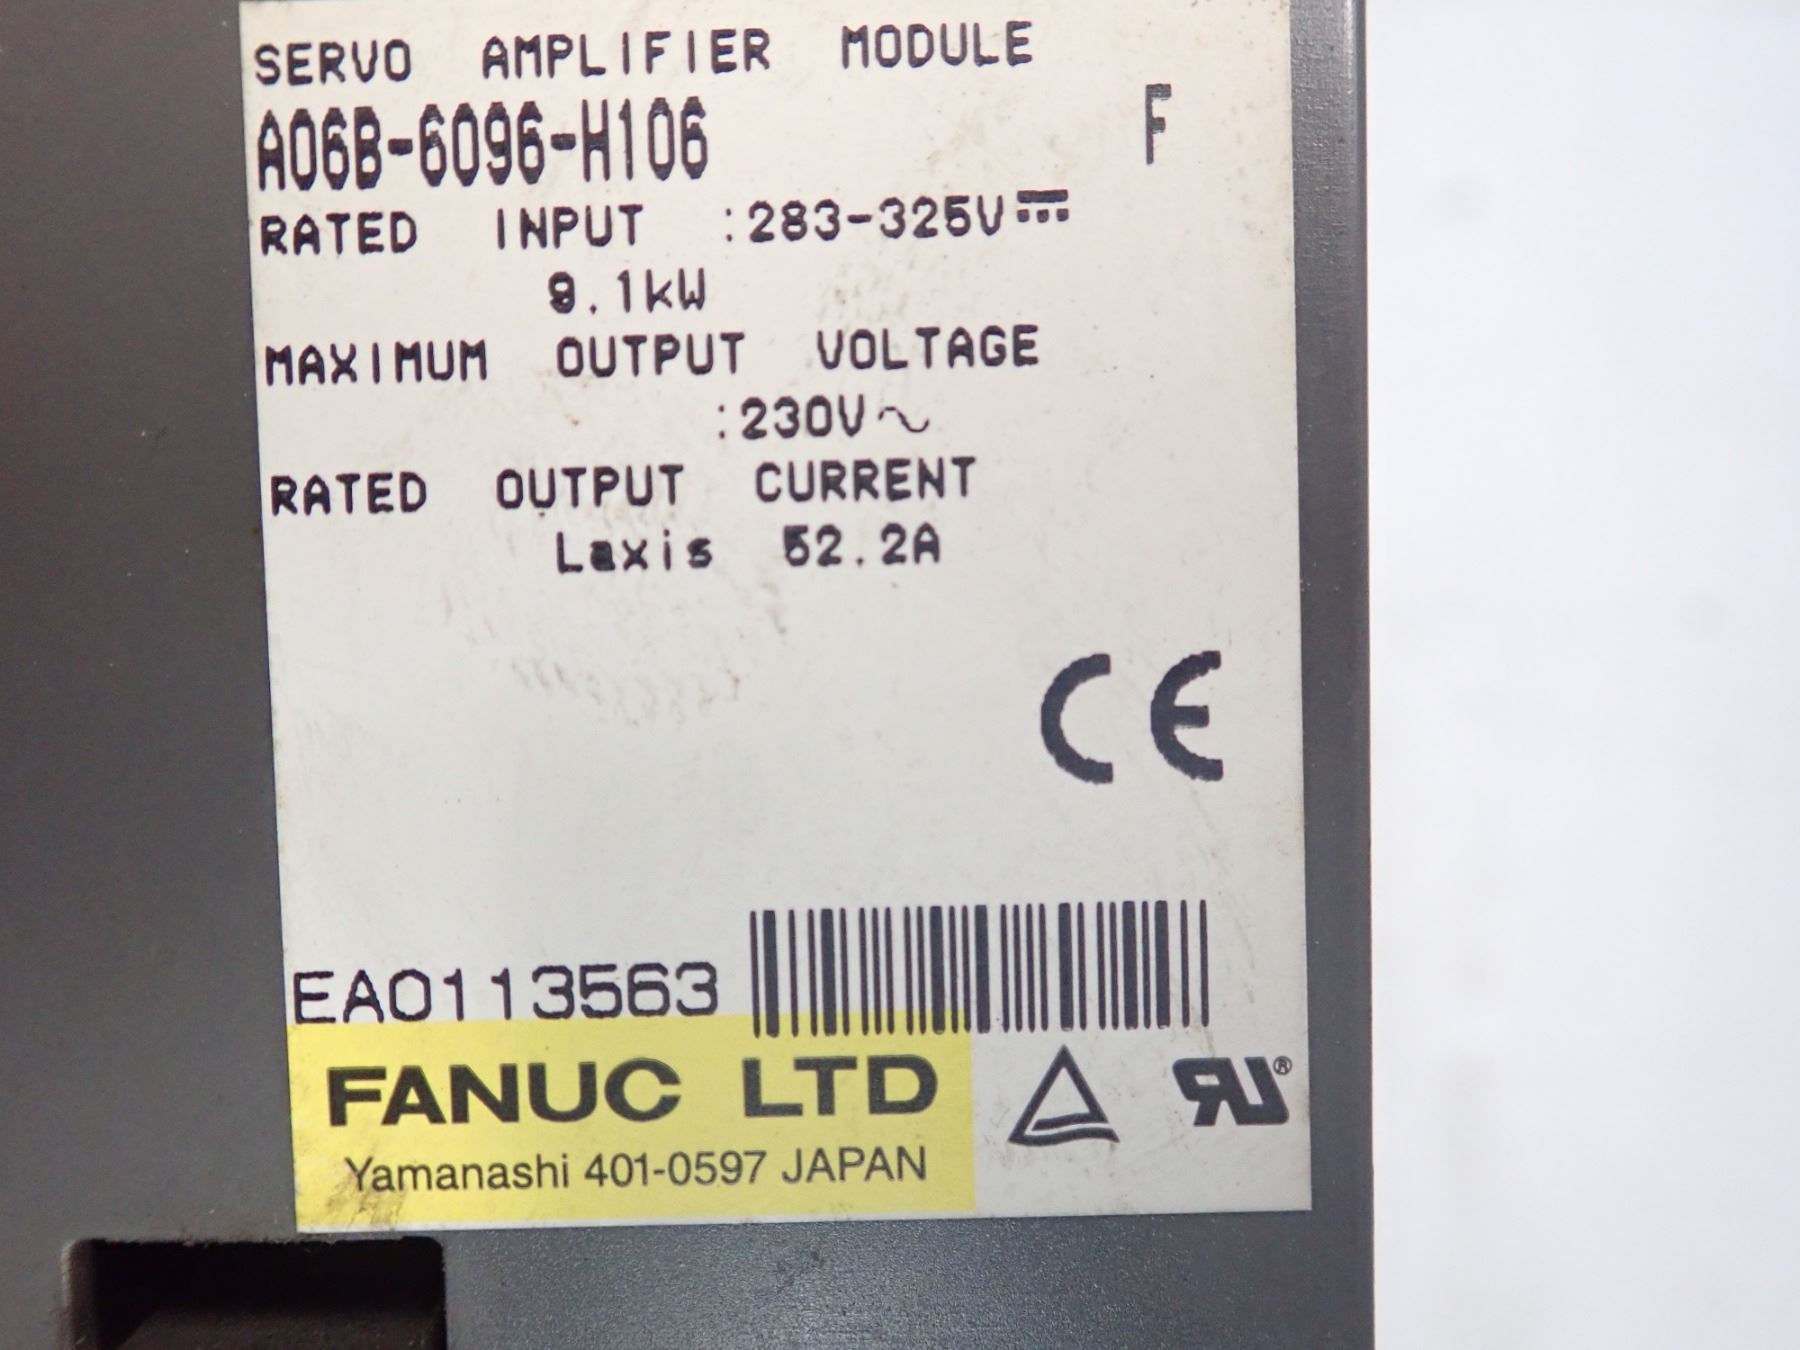 SERVO AMPLIFIER MODULE
A06B-6096-H106 F
RATED INPUT :283-325V⎓
9.1kW
MAXIMUM OUTPUT VOLTAGE
:230V~
RATED OUTPUT CURRENT
Laxis 52.2A
CE
EA0113563
FANUC LTD
Yamanashi 401-0597 JAPAN